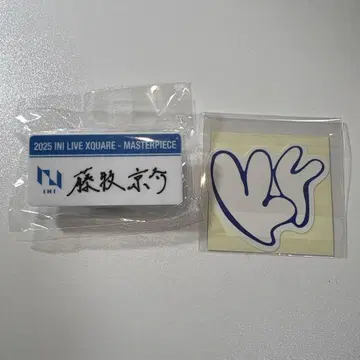 2025 INI LIVE XQUARE - MASTERPIECE
INI
藤牧京介